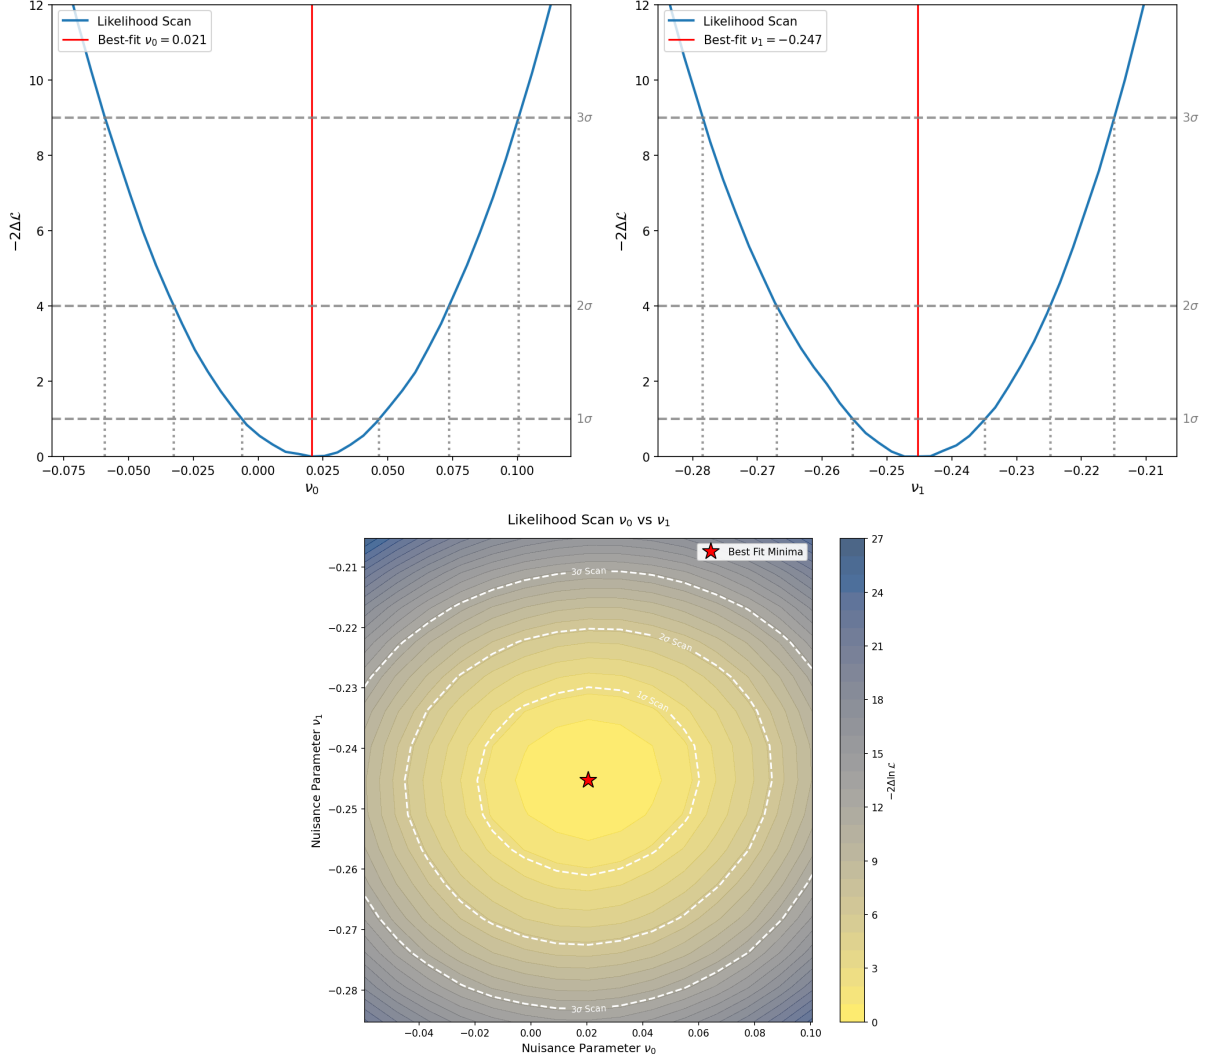 Likelihood Scan
Best-fit ν₀ = 0.021
12
10
8
6
4
2
0
−2Δℒ
3σ
2σ
1σ
−0.075 −0.050 −0.025 0.000 0.025 0.050 0.075 0.100
ν₀
Likelihood Scan
Best-fit ν₁ = −0.247
12
10
8
6
4
2
0
−2Δℒ
3σ
2σ
1σ
−0.28 −0.27 −0.26 −0.25 −0.24 −0.23 −0.22 −0.21
ν₁
Likelihood Scan ν₀ vs ν₁
Best Fit Minima
3σ Scan
2σ Scan
1σ Scan
3σ Scan
−0.21
−0.22
−0.23
−0.24
−0.25
−0.26
−0.27
−0.28
Nuisance Parameter ν₁
−0.04 −0.02 0.00 0.02 0.04 0.06 0.08 0.10
Nuisance Parameter ν₀
27
24
21
18
15
12
9
6
3
0
−2Δln ℒ